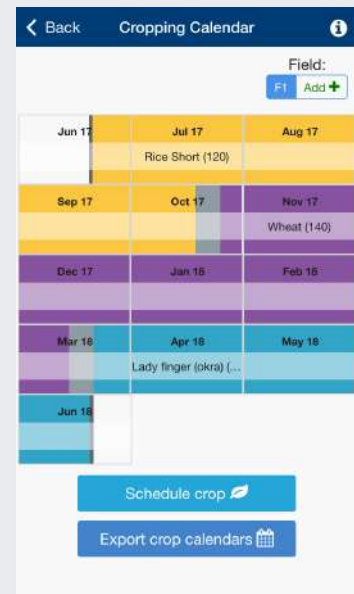 Back Cropping Calendar i
Field:
F1 Add +
Jun 17 Jul 17 Aug 17
Rice Short (120)
Sep 17 Oct 17 Nov 17
Wheat (140)
Dec 17 Jan 18 Feb 18
Mar 18 Apr 18 May 18
Lady finger (okra) (...
Jun 18
Schedule crop
Export crop calendars